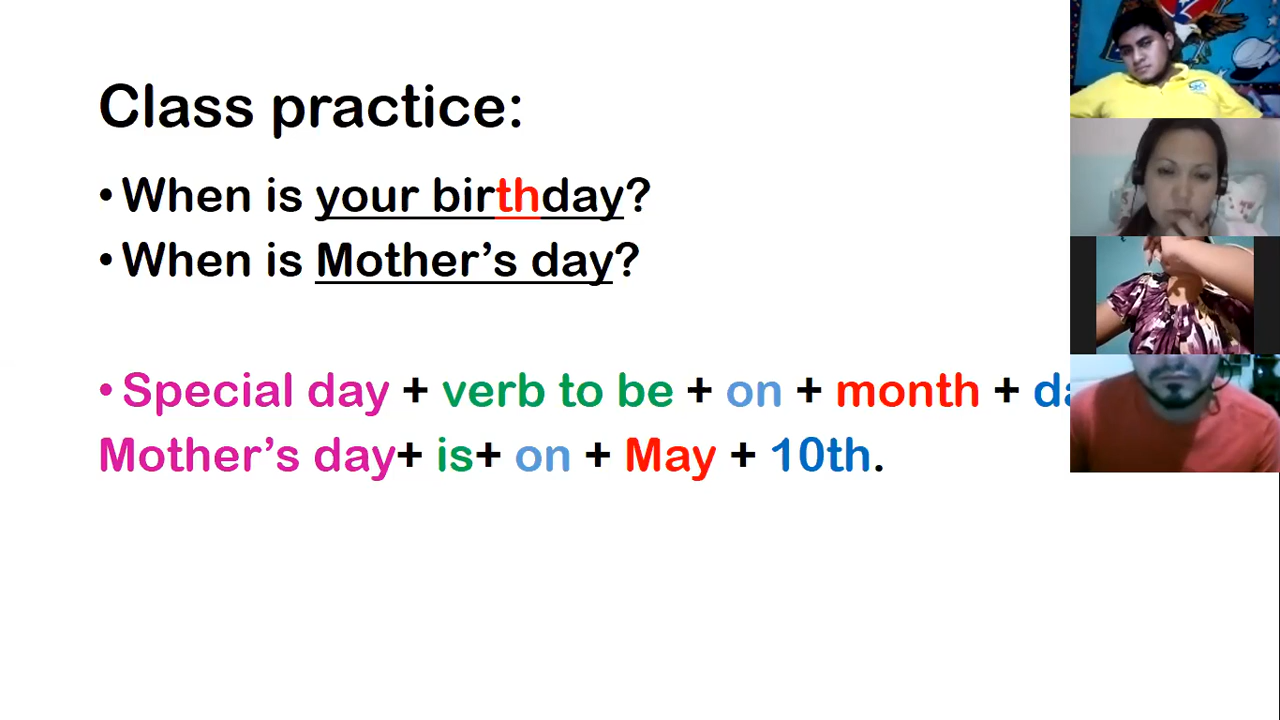 Class practice:
• When is your birthday?
• When is Mother's day?
• Special day + verb to be + on + month +
Mother's day+ is+ on + May + 10th.